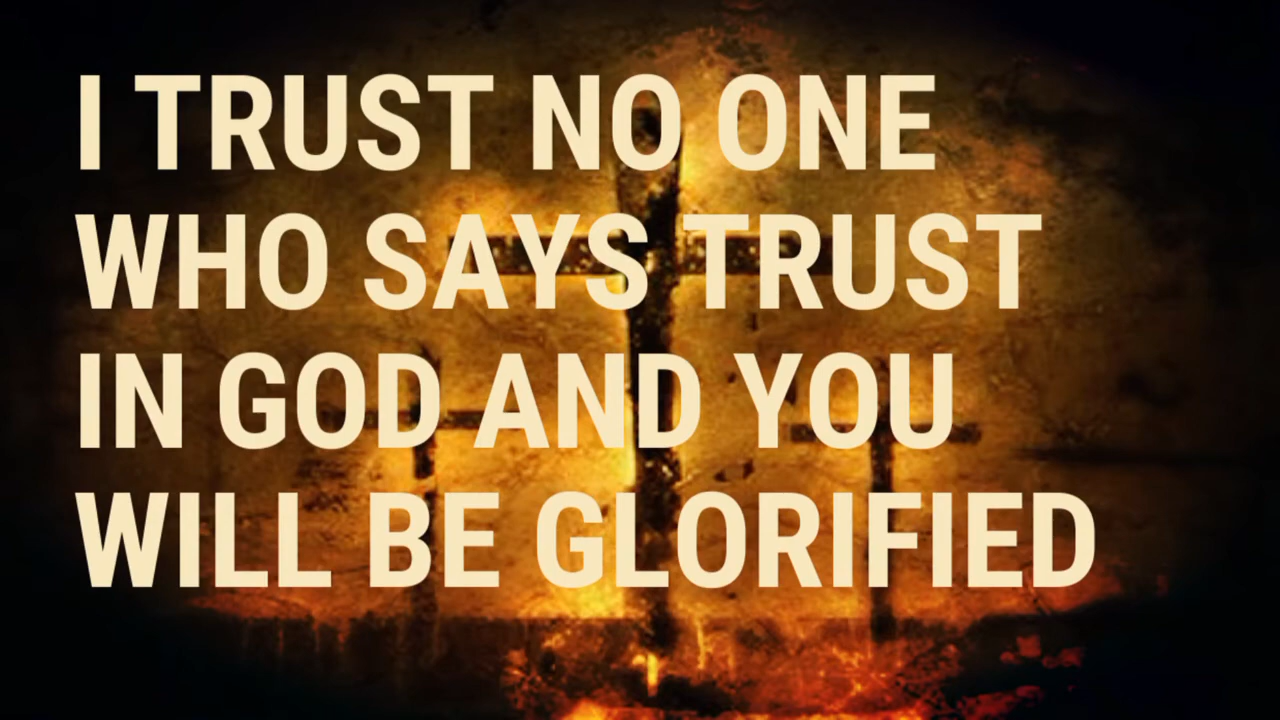 I TRUST NO ONE
WHO SAYS TRUST
IN GOD AND YOU
WILL BE GLORIFIED